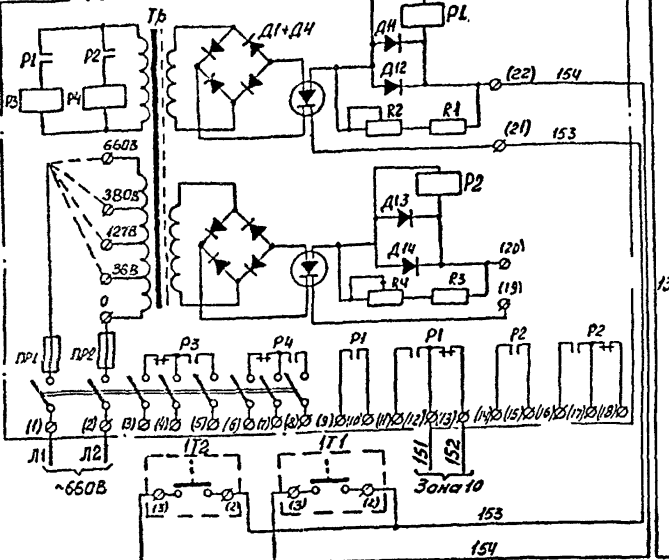 Тр
Д1÷Д4
Р1
Д11
Д12
Р1
Р2
Р3
Р4
R2
R1
(22)
154
(21)
153
660В
380В
127В
36В
0
Р2
Д13
Д14
R4
R3
(20)
(19)
ПР1
ПР2
Р3
Р4
Р1
Р1
Р2
Р2
(1)
(2)
(3)
(4)
(5)
(6)
(7)
(8)
(9)
(10)
(11)
(12)
(13)
(14)
(15)
(16)
(17)
(18)
Л1
Л2
~660В
1Т2
1Т1
151
152
Зона 10
(3)
(2)
(3)
(2)
153
154